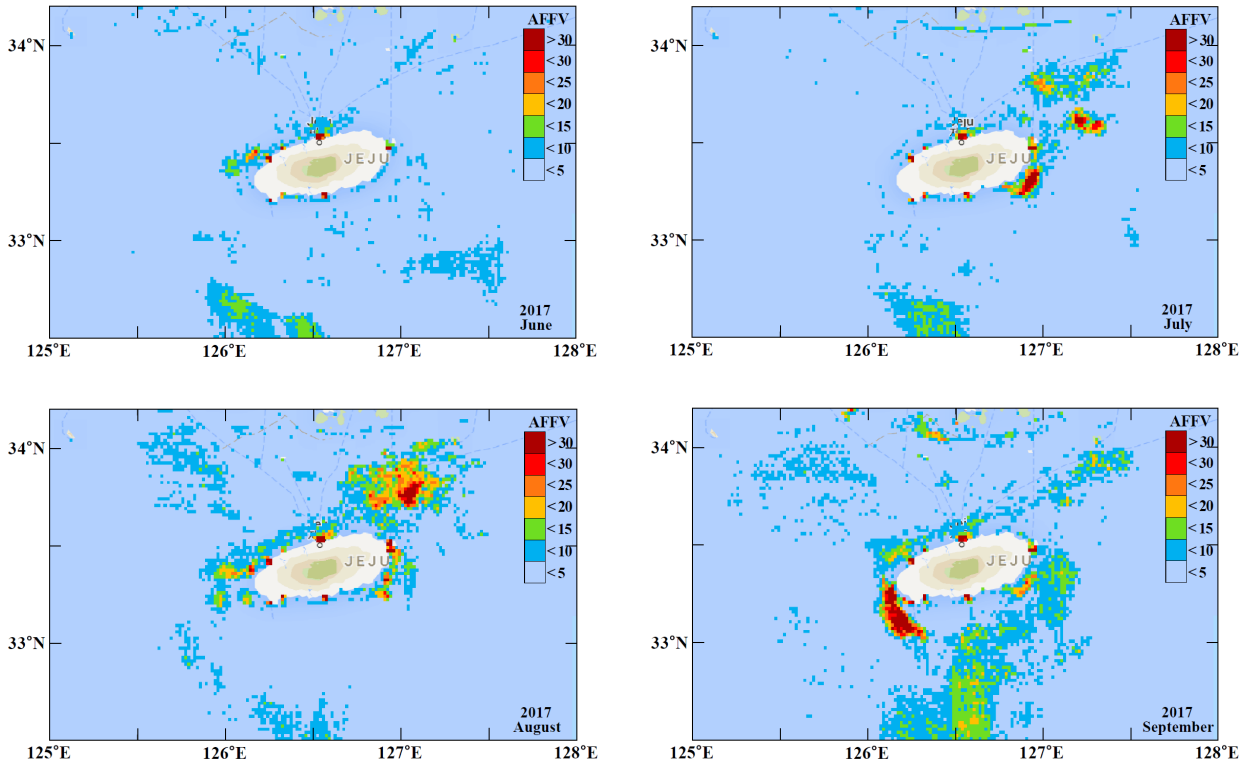 AFFV
34°N
>30
<30
<25
<20
<15
<10
<5
JEJU
33°N
2017
June
125°E
126°E
127°E
128°E
AFFV
34°N
>30
<30
<25
<20
<15
<10
<5
Jeju
JEJU
33°N
2017
July
125°E
126°E
127°E
128°E
AFFV
34°N
>30
<30
<25
<20
<15
<10
<5
JEJU
33°N
2017
August
125°E
126°E
127°E
128°E
AFFV
34°N
>30
<30
<25
<20
<15
<10
<5
JEJU
33°N
2017
September
125°E
126°E
127°E
128°E